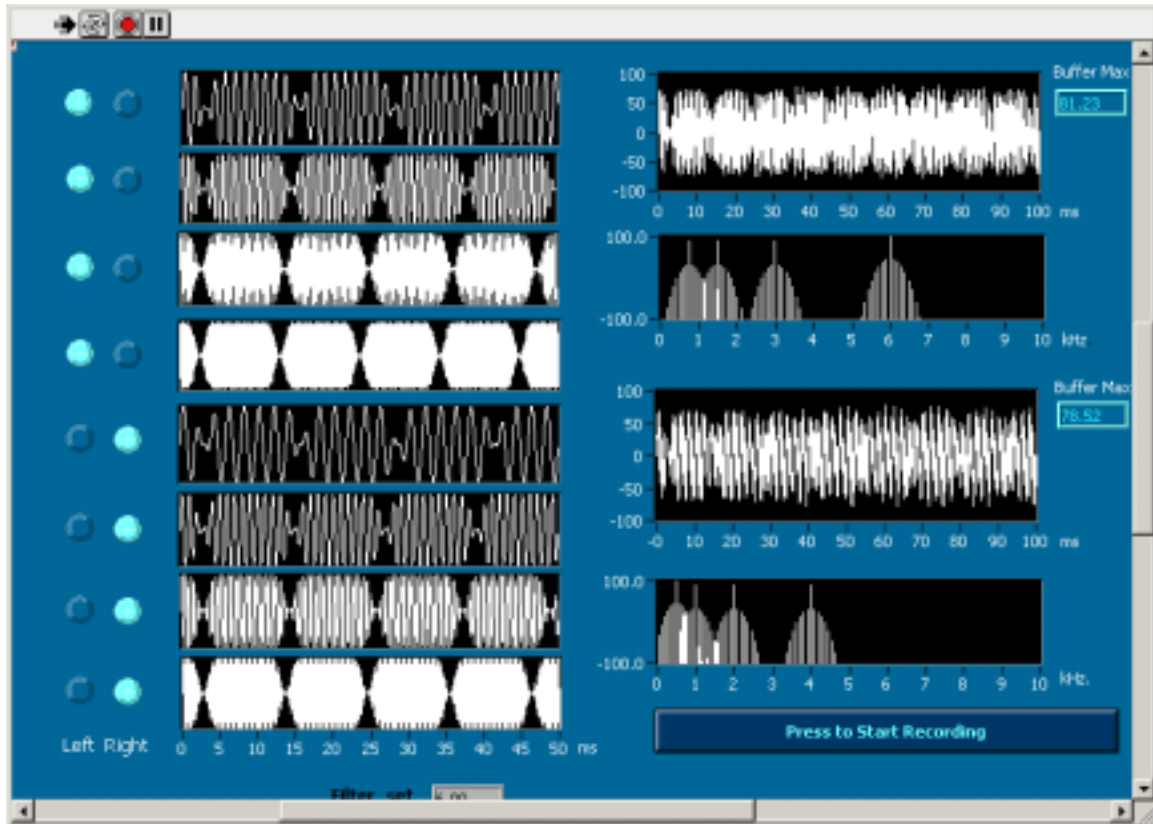 Left Right
0 5 10 15 20 25 30 35 40 45 50 ms
Filter set 6.00
Buffer Max
81.23
100
50
0
-50
-100
0 10 20 30 40 50 60 70 80 90 100 ms
100.0
-100.0
0 1 2 3 4 5 6 7 8 9 10 kHz.
Buffer Max
78.52
100
50
0
-50
-100
-0 10 20 30 40 50 60 70 80 90 100 ms
100.0
-100.0
0 1 2 3 4 5 6 7 8 9 10 kHz.
Press to Start Recording